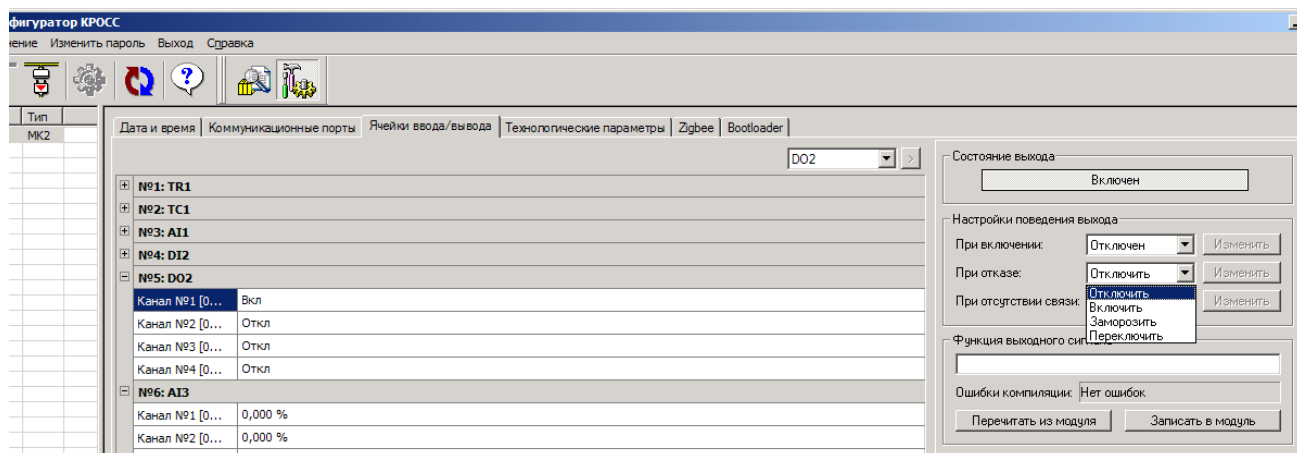 фигуратор КРОСС
нение Изменить пароль Выход Справка
Тип
МК2
Дата и время Коммуникационные порты Ячейки ввода/вывода Технологические параметры Zigbee Bootloader
DO2
№1: TR1
№2: TC1
№3: AI1
№4: DI2
№5: DO2
Канал №1 [0... Вкл
Канал №2 [0... Откл
Канал №3 [0... Откл
Канал №4 [0... Откл
№6: AI3
Канал №1 [0... 0,000 %
Канал №2 [0... 0,000 %
Состояние выхода
Включен
Настройки поведения выхода
При включении: Отключен Изменить
При отказе: Отключить Изменить
При отсутствии связи: Изменить
Отключить
Включить
Заморозить
Переключить
Функция выходного сигнала
Ошибки компиляции: Нет ошибок
Перечитать из модуля Записать в модуль